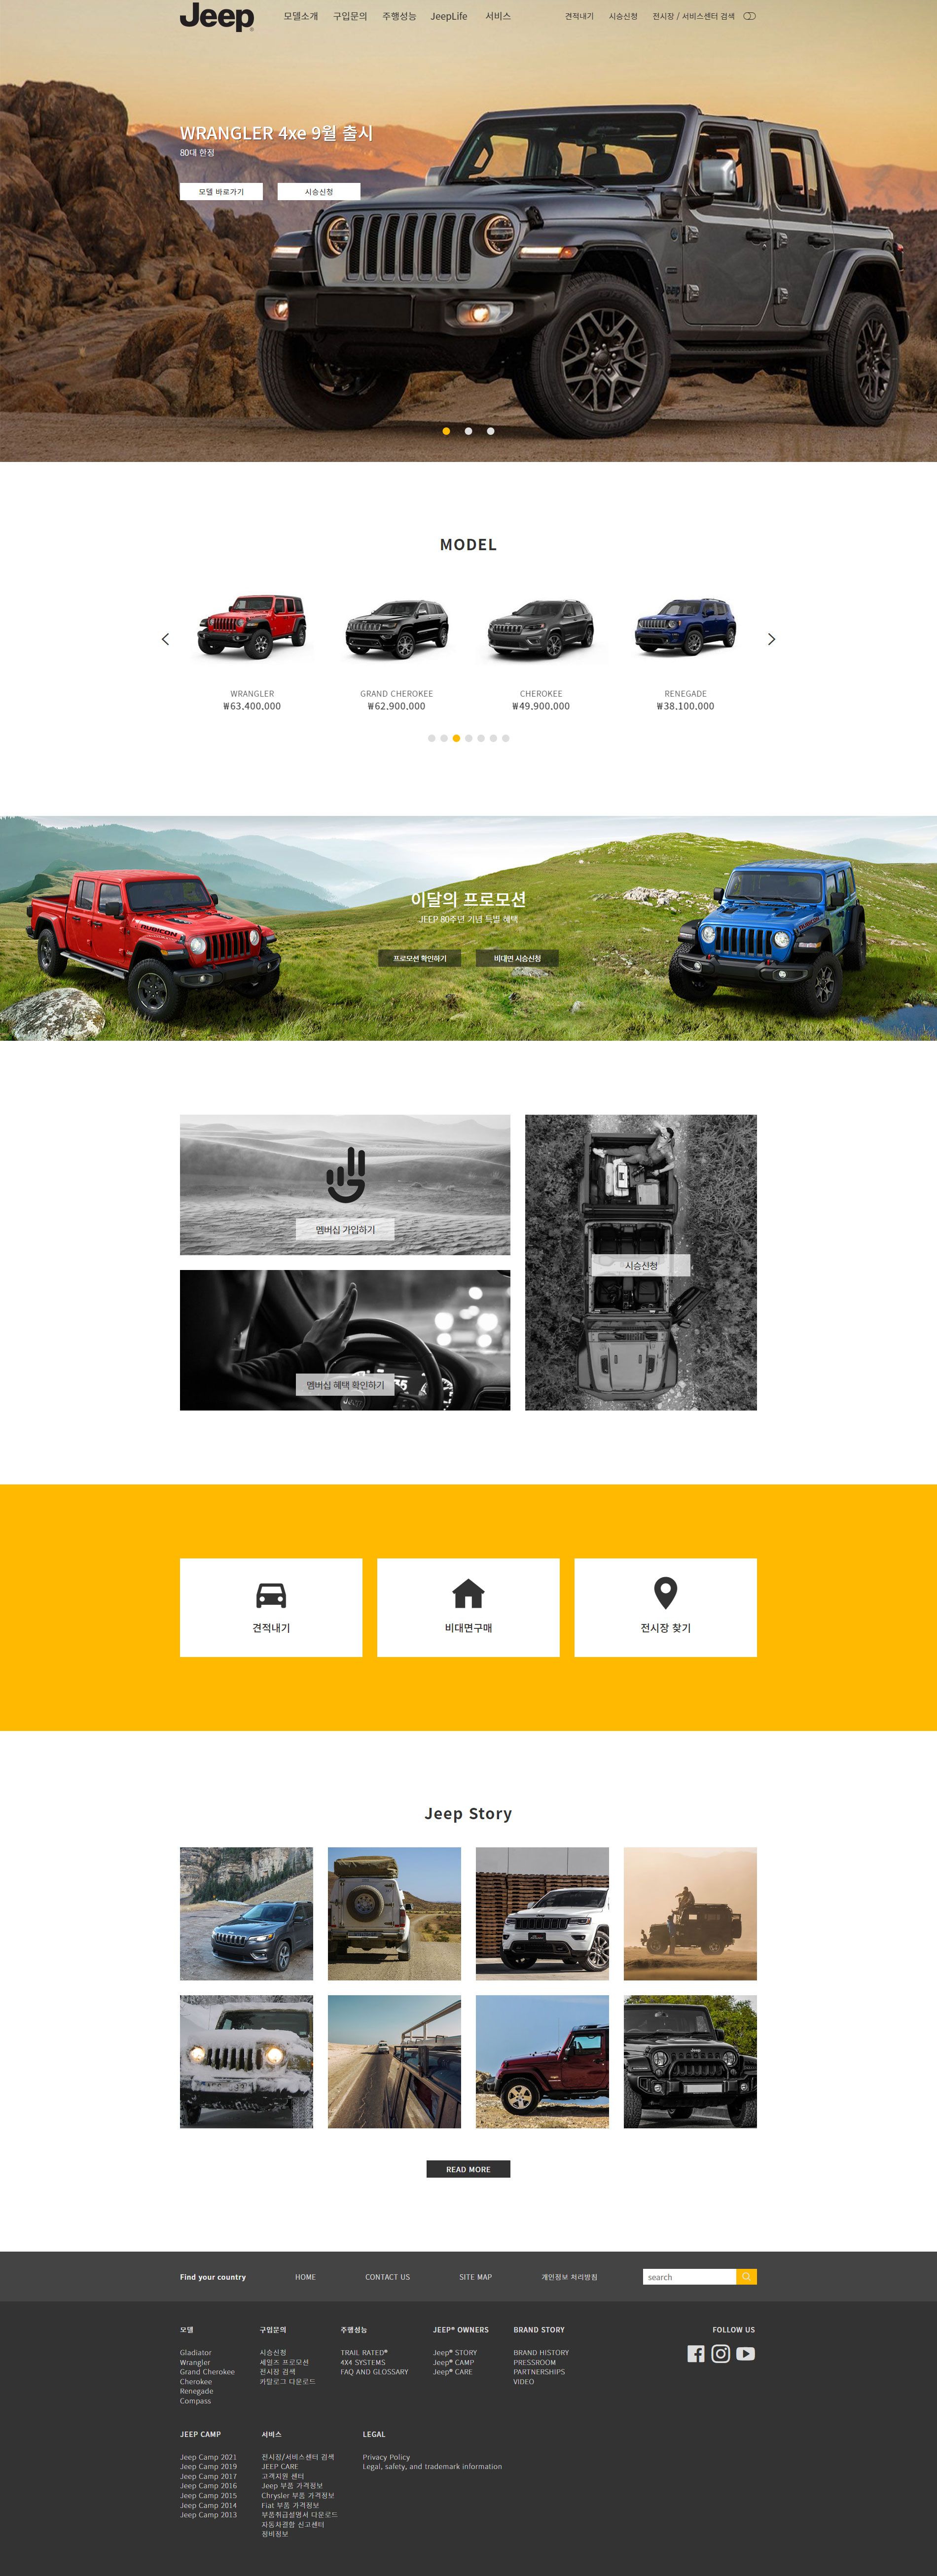 Jeep
모델소개 구입문의 주행성능 JeepLife 서비스 견적내기 시승신청 전시장 / 서비스센터 검색
WRANGLER 4xe 9월 출시
80대 한정
모델 바로가기 시승신청
MODEL
WRANGLER GRAND CHEROKEE CHEROKEE RENEGADE
₩63,400,000 ₩62,900,000 ₩49,900,000 ₩38,100,000
이달의 프로모션
JEEP 80주년 기념 특별 혜택
프로모션 확인하기 비대면 시승신청
RUBICON
멤버십 가입하기
시승신청
멤버십 혜택 확인하기
견적내기 비대면구매 전시장 찾기
Jeep Story
READ MORE
Find your country HOME CONTACT US SITE MAP 개인정보 처리방침 search
모델 구입문의 주행성능 JEEP® OWNERS BRAND STORY FOLLOW US
Gladiator 시승신청 TRAIL RATED® Jeep® STORY BRAND HISTORY
Wrangler 세일즈 프로모션 4X4 SYSTEMS Jeep® CAMP PRESSROOM
Grand Cherokee 전시장 검색 FAQ AND GLOSSARY Jeep® CARE PARTNERSHIPS
Cherokee 카탈로그 다운로드 VIDEO
Renegade
Compass
JEEP CAMP 서비스 LEGAL
Jeep Camp 2021 전시장/서비스센터 검색 Privacy Policy
Jeep Camp 2019 JEEP CARE Legal, safety, and trademark information
Jeep Camp 2017 고객지원 센터
Jeep Camp 2016 Jeep 부품 가격정보
Jeep Camp 2015 Chrysler 부품 가격정보
Jeep Camp 2014 Fiat 부품 가격정보
Jeep Camp 2013 부품취급설명서 다운로드
자동차결함 신고센터
정비정보